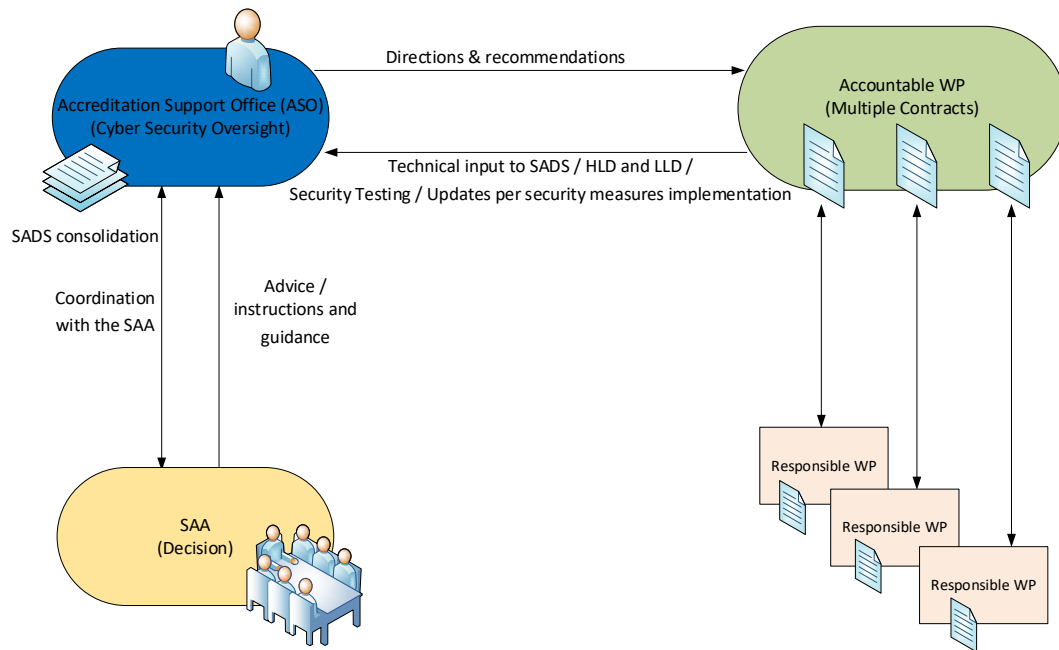 Accreditation Support Office (ASO)
(Cyber Security Oversight)
Directions & recommendations
Accountable WP
(Multiple Contracts)
Technical input to SADS / HLD and LLD /
Security Testing / Updates per security measures implementation
SADS consolidation
Coordination
with the SAA
Advice /
instructions and
guidance
SAA
(Decision)
Responsible WP
Responsible WP
Responsible WP